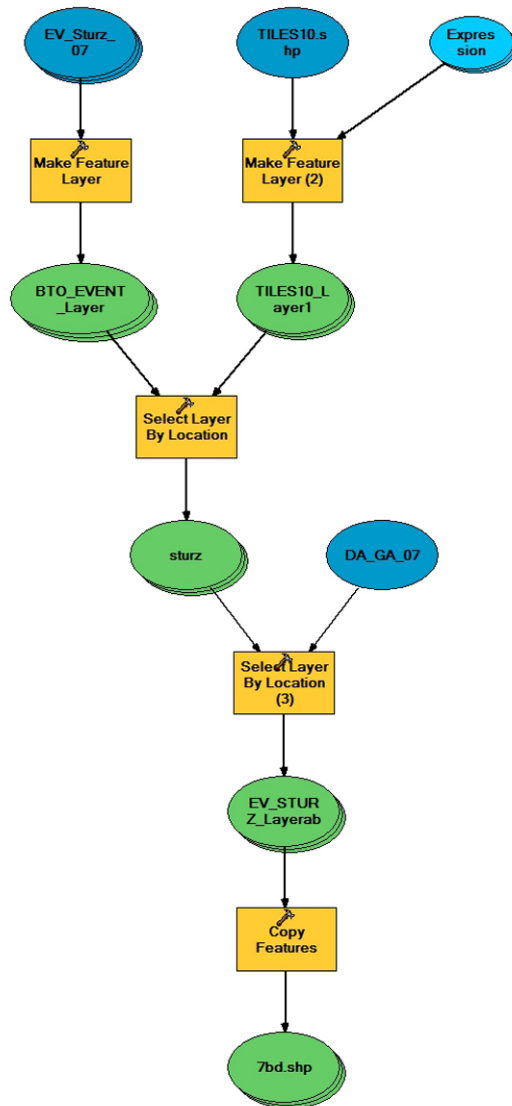 EV_Sturz_
07
TILES10.s
hp
Expres
sion
Make Feature
Layer
Make Feature
Layer (2)
BTO_EVENT
_Layer
TILES10_L
ayer1
Select Layer
By Location
sturz
DA_GA_07
Select Layer
By Location
(3)
EV_STUR
Z_Layerab
Copy
Features
7bd.shp